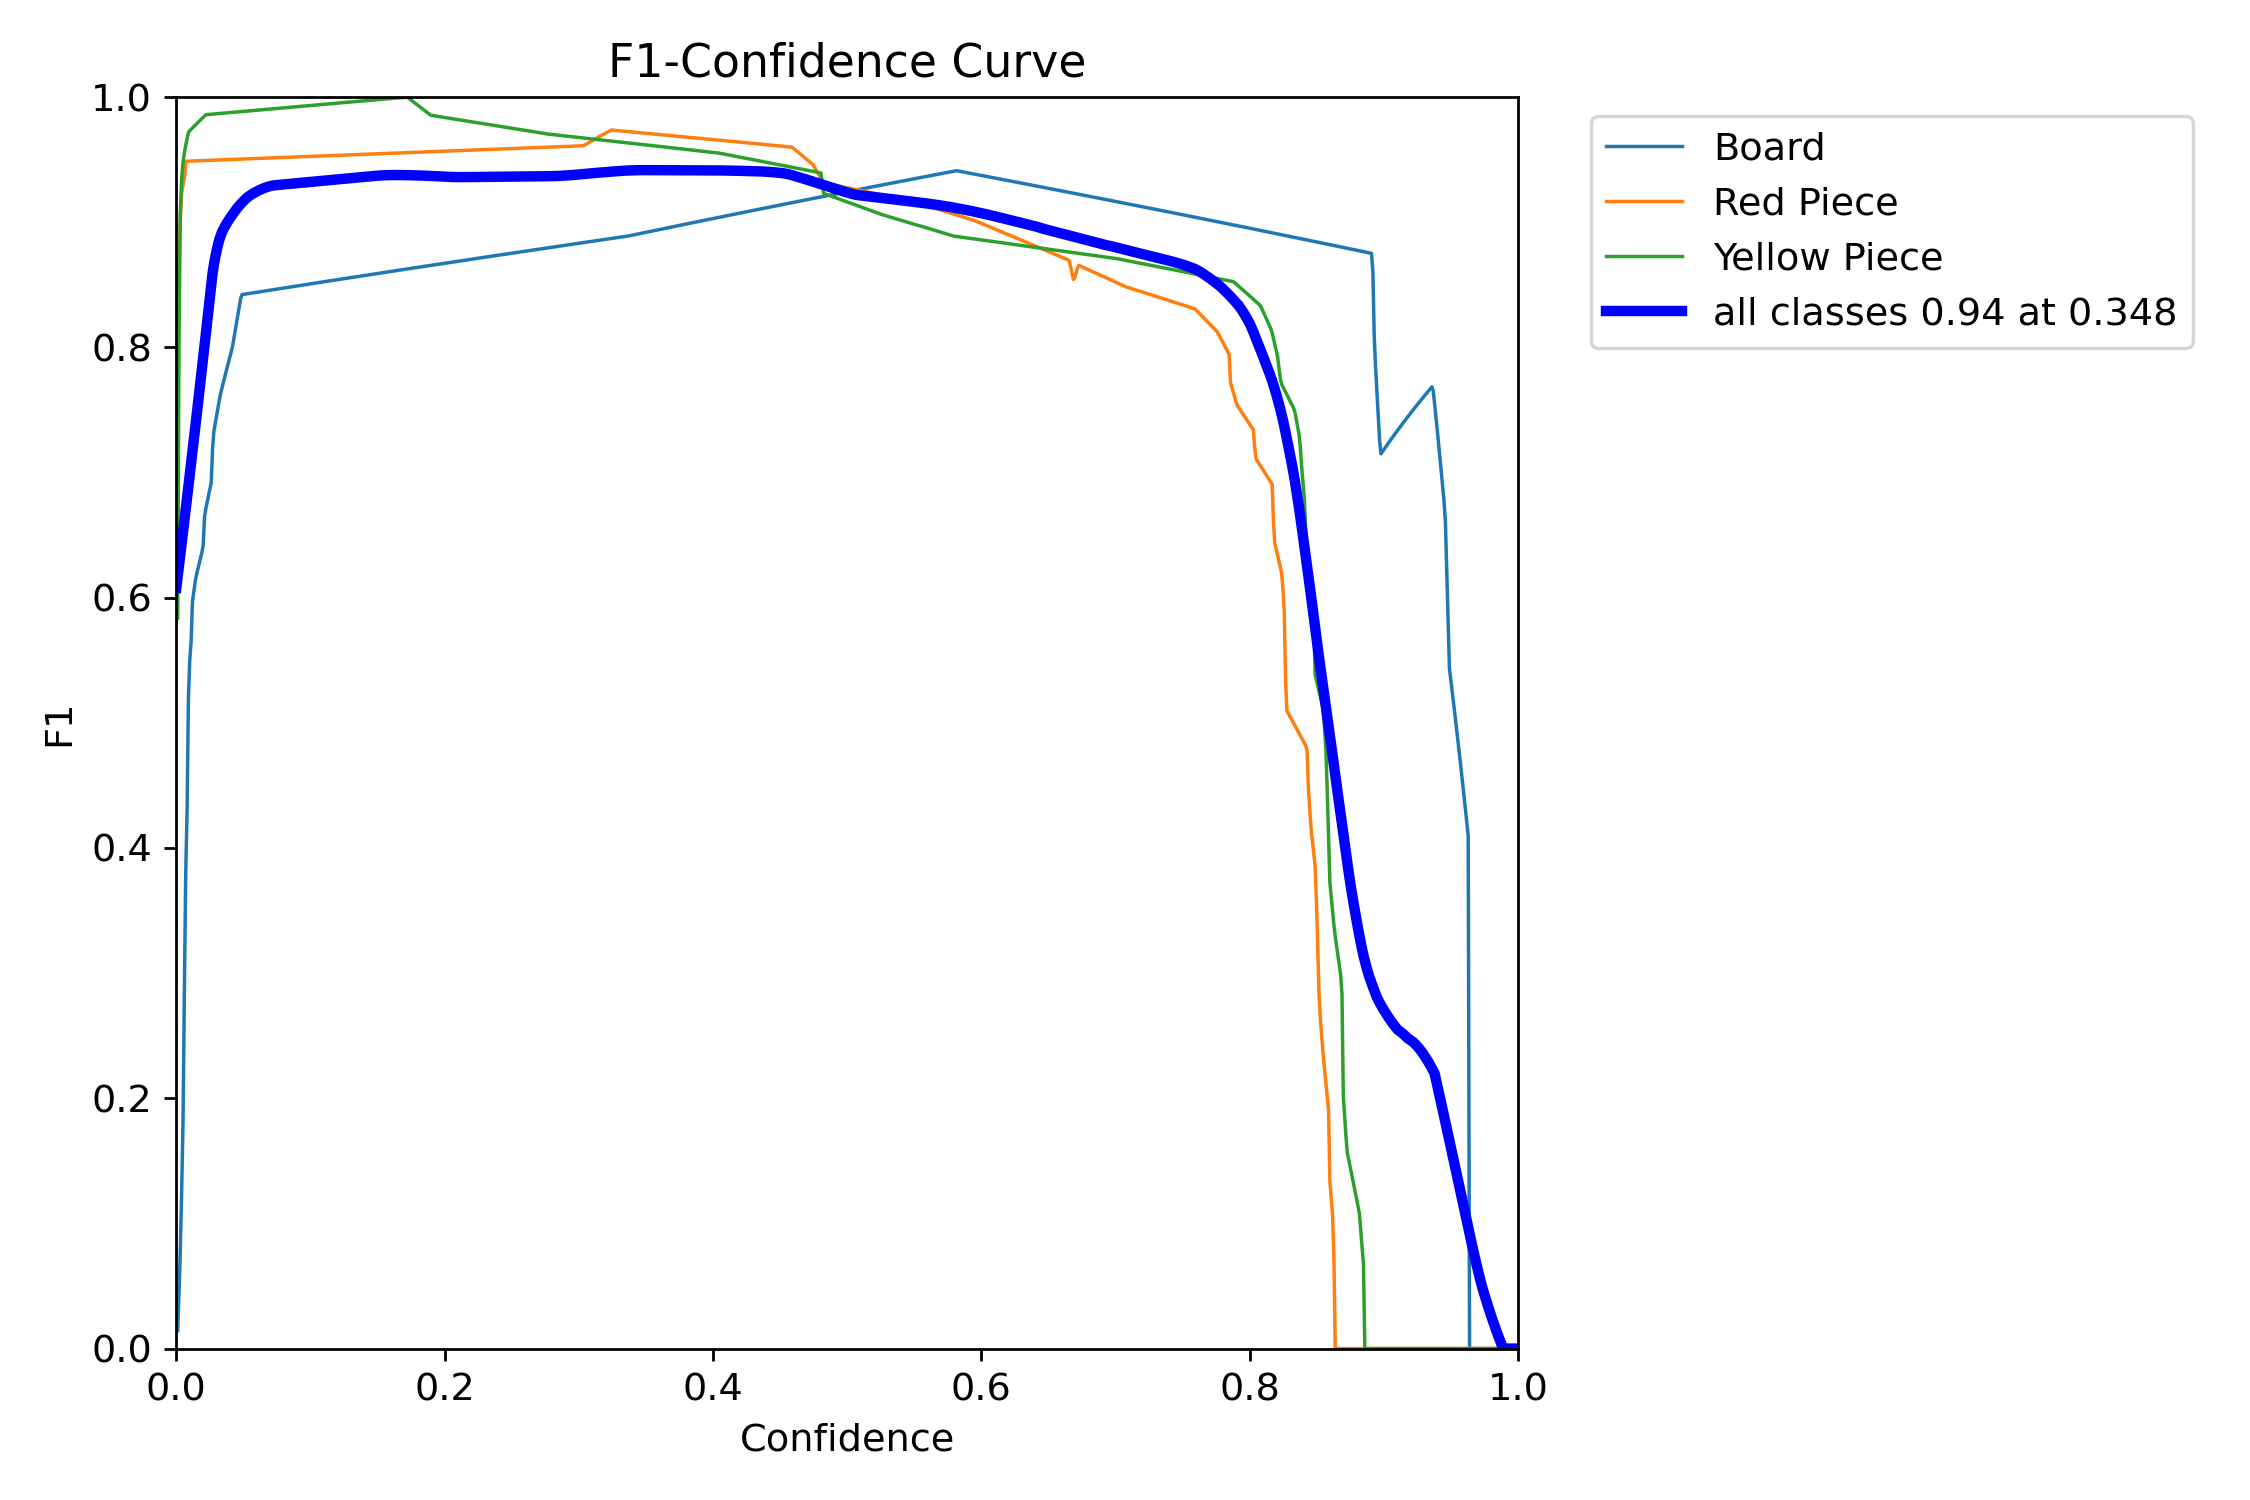 F1-Confidence Curve
1.0
0.8
0.6
0.4
0.2
0.0
F1
0.0 0.2 0.4 0.6 0.8 1.0
Confidence
Board
Red Piece
Yellow Piece
all classes 0.94 at 0.348